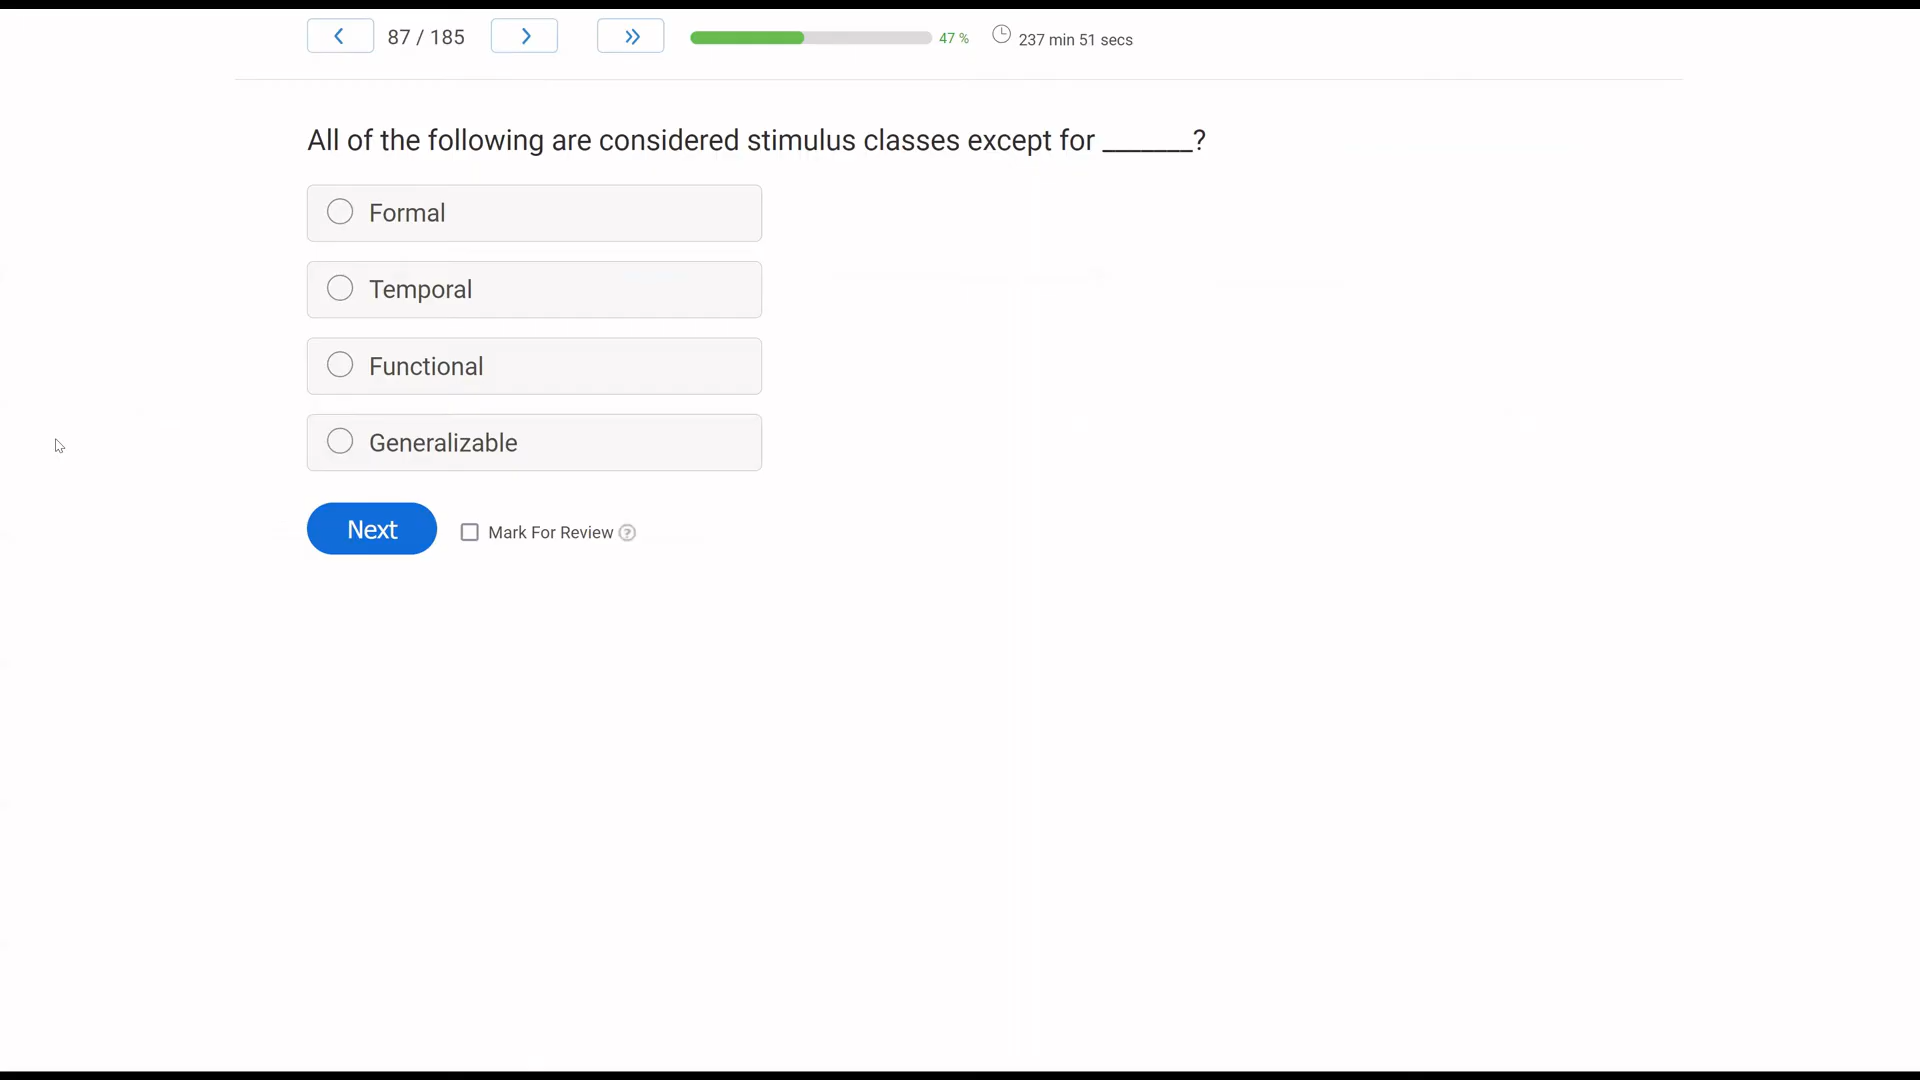 87 / 185
47 %
237 min 51 secs
All of the following are considered stimulus classes except for _______?
Formal
Temporal
Functional
Generalizable
Next
Mark For Review ?